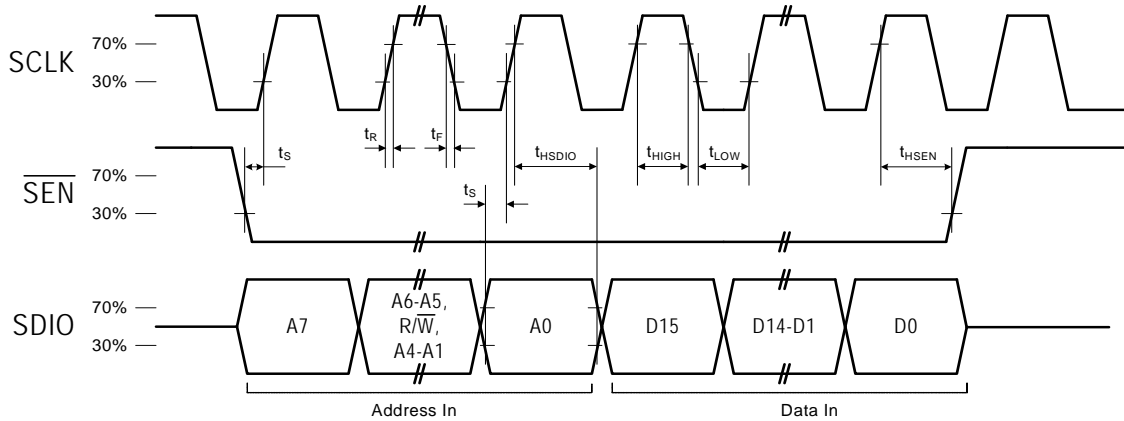 SCLK
70%
30%
tS
tR
tF
tHSDIO
tHIGH
tLOW
tHSEN
SEN
70%
30%
tS
SDIO
70%
30%
A7
A6-A5,
R/W,
A4-A1
A0
D15
D14-D1
D0
Address In
Data In